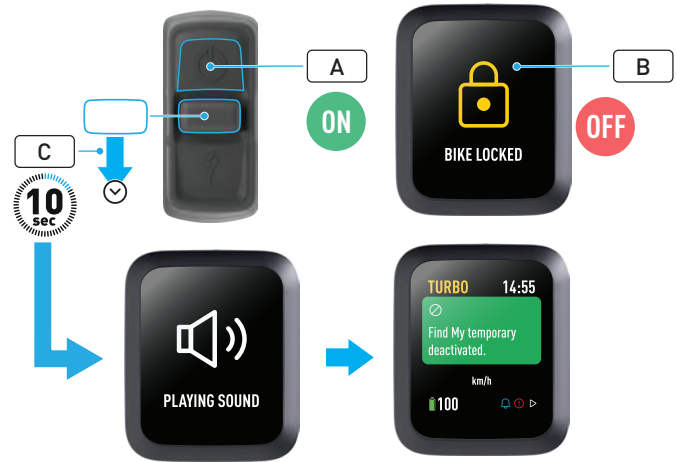 A
ON
B
OFF
BIKE LOCKED
C
10
sec
PLAYING SOUND
TURBO 14:55
Find My temporary
deactivated.
km/h
100